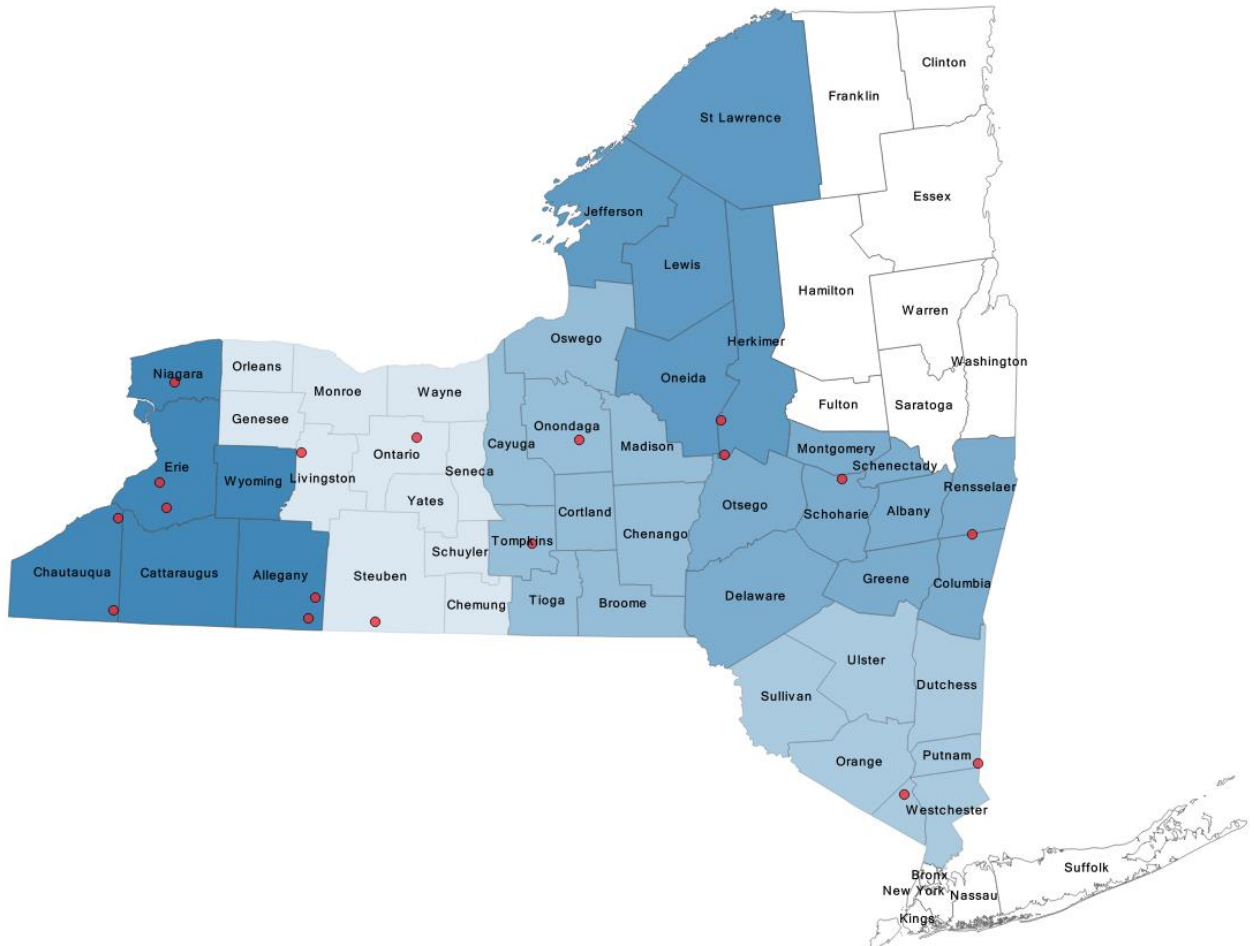 Clinton
Franklin
St Lawrence
Essex
Jefferson
Lewis
Hamilton
Warren
Oswego
Herkimer
Washington
Orleans
Niagara
Oneida
Monroe
Wayne
Fulton
Saratoga
Genesee
Onondaga
Madison
Cayuga
Ontario
Montgomery
Schenectady
Erie
Seneca
Wyoming
Livingston
Rensselaer
Yates
Otsego
Cortland
Schoharie
Albany
Chenango
Tompkins
Schuyler
Chautauqua
Cattaraugus
Allegany
Steuben
Greene
Columbia
Delaware
Tioga
Broome
Chemung
Ulster
Dutchess
Sullivan
Putnam
Orange
Westchester
Suffolk
Bronx
New York
Nassau
Kings